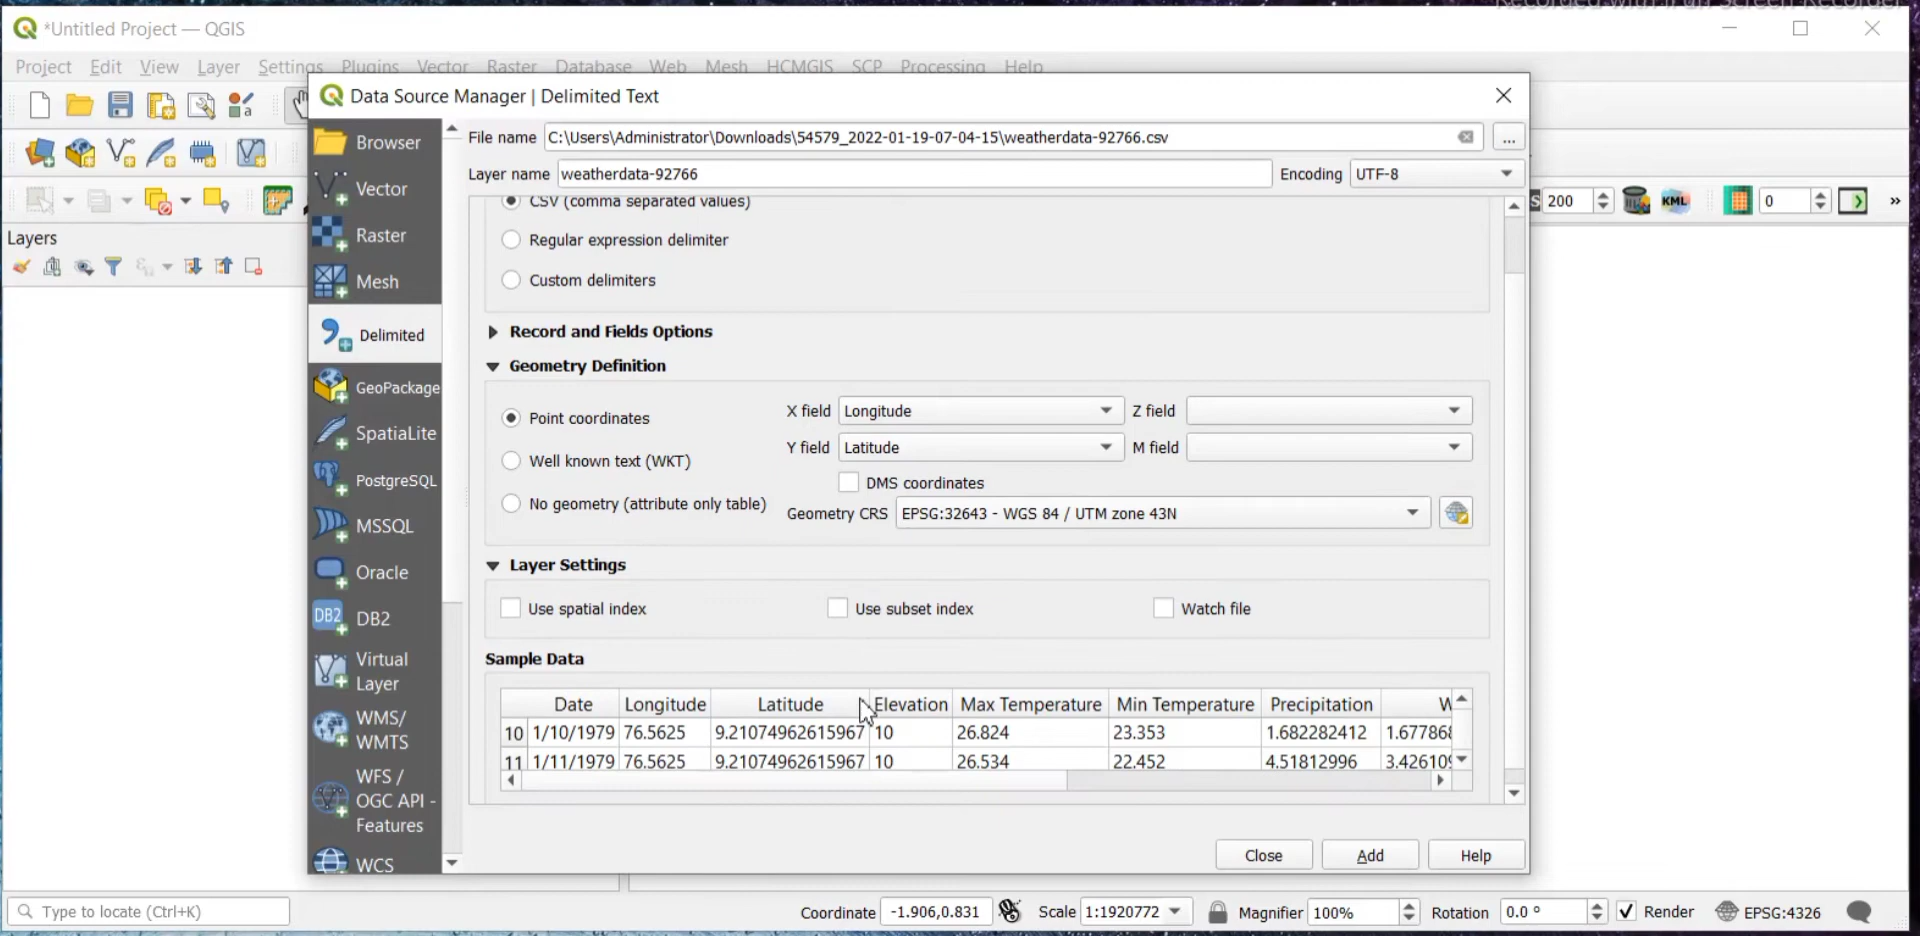 *Untitled Project — QGIS
Project Edit View Layer Settings Plugins Vector Raster Database Web Mesh HCMGIS SCP Processing Help
Data Source Manager | Delimited Text
File name C:\Users\Administrator\Downloads\54579_2022-01-19-07-04-15\weatherdata-92766.csv ...
Layer name weatherdata-92766 Encoding UTF-8
200 KML 0 »
Layers
Browser
Vector
Raster
Mesh
Delimited
GeoPackage
SpatiaLite
PostgreSQL
MSSQL
Oracle
DB2 DB2
Virtual
Layer
WMS/
WMTS
WFS /
OGC API -
Features
WCS
CSV (comma separated values)
Regular expression delimiter
Custom delimiters
Record and Fields Options
Geometry Definition
Point coordinates X field Longitude Z field
Y field Latitude M field
Well known text (WKT)
DMS coordinates
No geometry (attribute only table) Geometry CRS EPSG:32643 - WGS 84 / UTM zone 43N
Layer Settings
Use spatial index Use subset index Watch file
Sample Data
Date Longitude Latitude Elevation Max Temperature Min Temperature Precipitation W
10 1/10/1979 76.5625 9.21074962615967 10 26.824 23.353 1.682282412 1.67786
11 1/11/1979 76.5625 9.21074962615967 10 26.534 22.452 4.51812996 3.42610
Close Add Help
Type to locate (Ctrl+K) Coordinate -1.906,0.831 Scale 1:1920772 Magnifier 100% Rotation 0.0 ° Render EPSG:4326